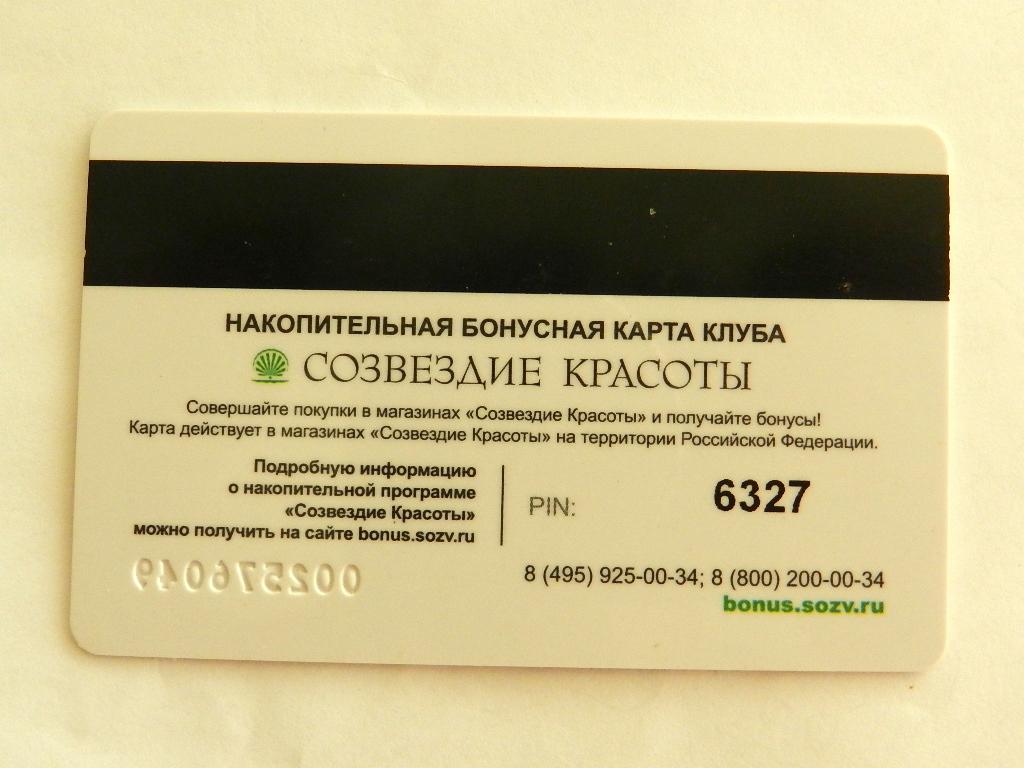 НАКОПИТЕЛЬНАЯ БОНУСНАЯ КАРТА КЛУБА
СОЗВЕЗДИЕ КРАСОТЫ
Совершайте покупки в магазинах «Созвездие Красоты» и получайте бонусы!
Карта действует в магазинах «Созвездие Красоты» на территории Российской Федерации.
Подробную информацию
о накопительной программе
«Созвездие Красоты»
можно получить на сайте bonus.sozv.ru
PIN: 6327
002576049
8 (495) 925-00-34; 8 (800) 200-00-34
bonus.sozv.ru